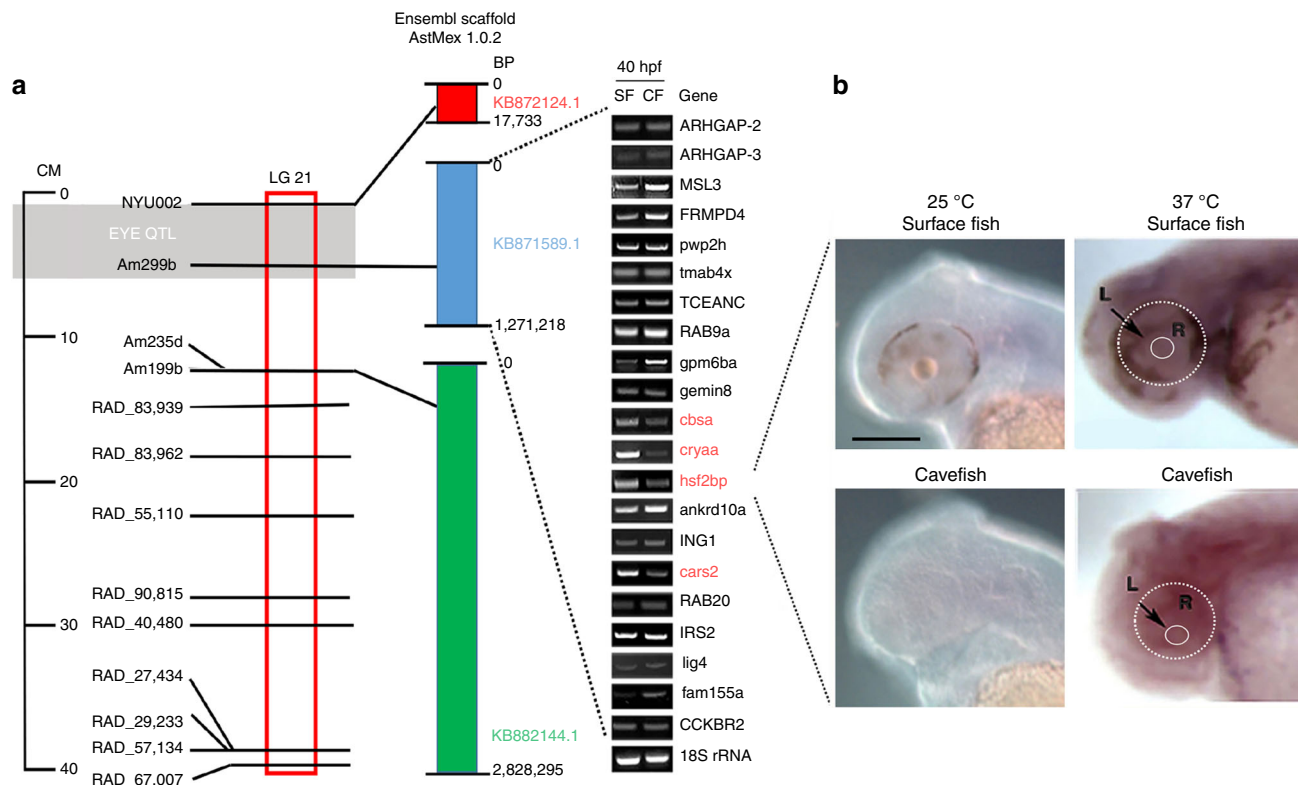 a
Ensembl scaffold
AstMex 1.0.2
BP
0
KB872124.1
17,733
0
KB871589.1
1,271,218
0
KB882144.1
2,828,295
CM
0
10
20
30
40
LG 21
NYU002
EYE QTL
Am299b
Am235d
Am199b
RAD_83,939
RAD_83,962
RAD_55,110
RAD_90,815
RAD_40,480
RAD_27,434
RAD_29,233
RAD_57,134
RAD_67,007
40 hpf
SF CF Gene
ARHGAP-2
ARHGAP-3
MSL3
FRMPD4
pwp2h
tmab4x
TCEANC
RAB9a
gpm6ba
gemin8
cbsa
cryaa
hsf2bp
ankrd10a
ING1
cars2
RAB20
IRS2
lig4
fam155a
CCKBR2
18S rRNA
b
25 °C
Surface fish
37 °C
Surface fish
L
R
Cavefish
Cavefish
L
R